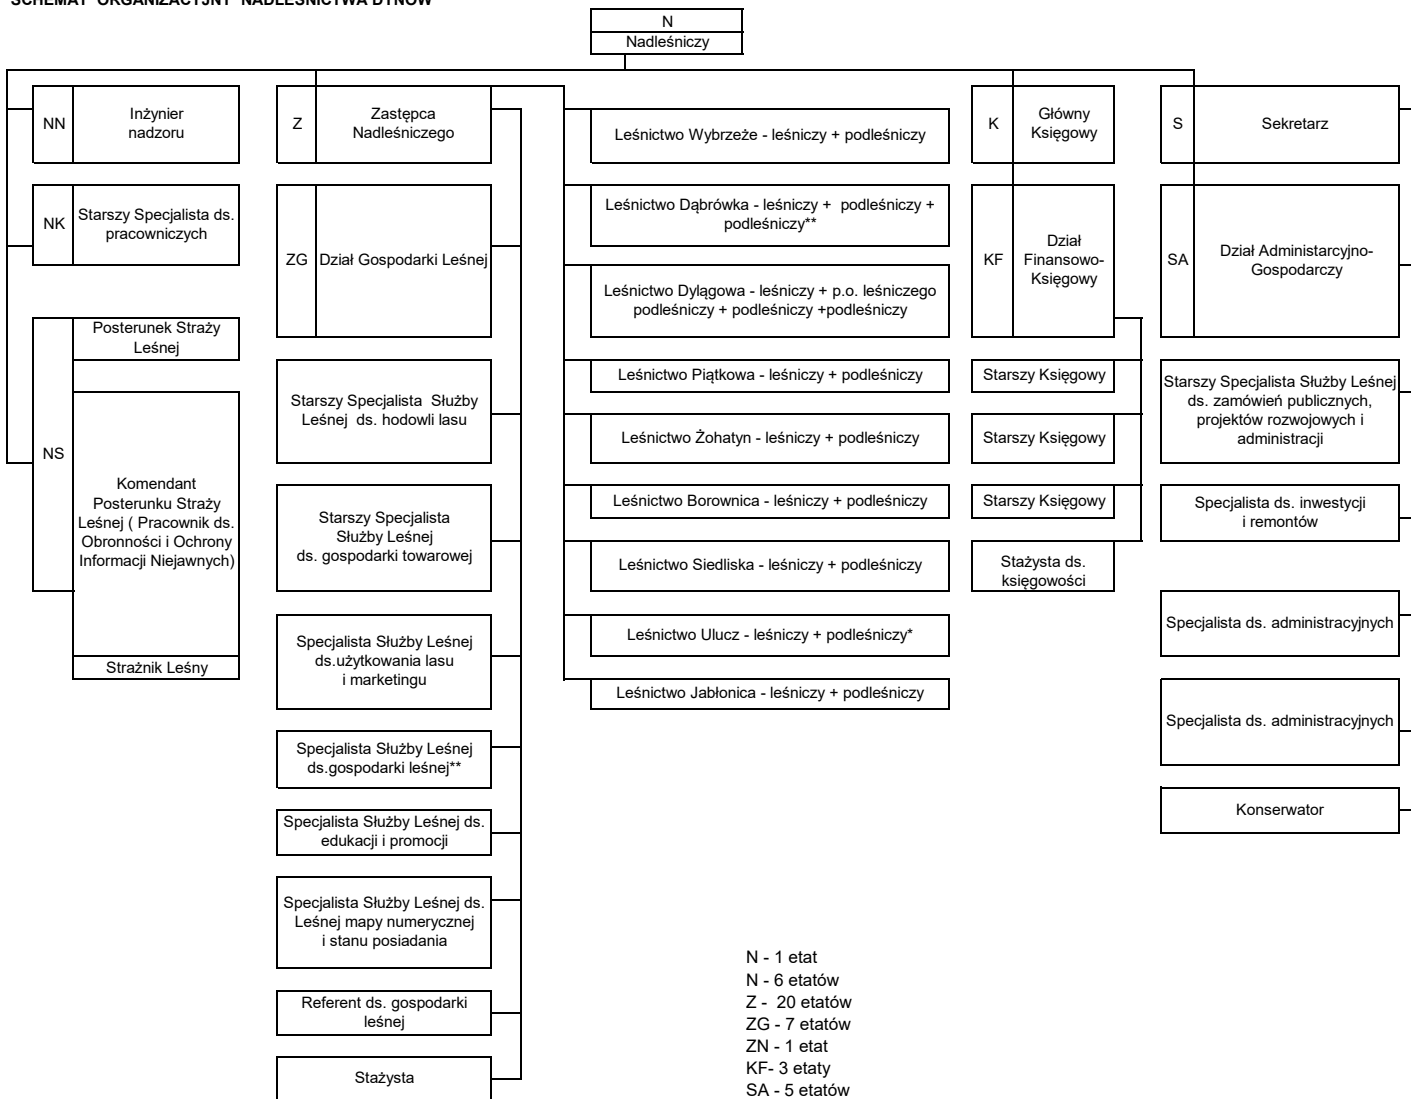 SCHEMAT ORGANIZACYJNY NADLEŚNICTWA DYNÓW
N
Nadleśniczy
NN
Inżynier
nadzoru
NK
Starszy Specjalista ds.
pracowniczych
NS
Posterunek Straży
Leśnej
Komendant
Posterunku Straży
Leśnej ( Pracownik ds.
Obronności i Ochrony
Informacji Niejawnych)
Strażnik Leśny
Z
Zastępca
Nadleśniczego
ZG
Dział Gospodarki Leśnej
Starszy Specjalista Służby
Leśnej ds. hodowli lasu
Starszy Specjalista
Służby Leśnej
ds. gospodarki towarowej
Specjalista Służby Leśnej
ds.użytkowania lasu
i marketingu
Specjalista Służby Leśnej
ds.gospodarki leśnej**
Specjalista Służby Leśnej ds.
edukacji i promocji
Specjalista Służby Leśnej ds.
Leśnej mapy numerycznej
i stanu posiadania
Referent ds. gospodarki
leśnej
Stażysta
Leśnictwo Wybrzeże - leśniczy + podleśniczy
Leśnictwo Dąbrówka - leśniczy + podleśniczy +
podleśniczy**
Leśnictwo Dylągowa - leśniczy + p.o. leśniczego
podleśniczy + podleśniczy +podleśniczy
Leśnictwo Piątkowa - leśniczy + podleśniczy
Leśnictwo Żohatyn - leśniczy + podleśniczy
Leśnictwo Borownica - leśniczy + podleśniczy
Leśnictwo Siedliska - leśniczy + podleśniczy
Leśnictwo Ulucz - leśniczy + podleśniczy*
Leśnictwo Jabłonica - leśniczy + podleśniczy
K
Główny
Księgowy
KF
Dział
Finansowo-
Księgowy
Starszy Księgowy
Starszy Księgowy
Starszy Księgowy
Stażysta ds.
księgowości
S
Sekretarz
SA
Dział Administarcyjno-
Gospodarczy
Starszy Specjalista Służby Leśnej
ds. zamówień publicznych,
projektów rozwojowych i
administracji
Specjalista ds. inwestycji
i remontów
Specjalista ds. administracyjnych
Specjalista ds. administracyjnych
Konserwator
N - 1 etat
N - 6 etatów
Z - 20 etatów
ZG - 7 etatów
ZN - 1 etat
KF- 3 etaty
SA - 5 etatów